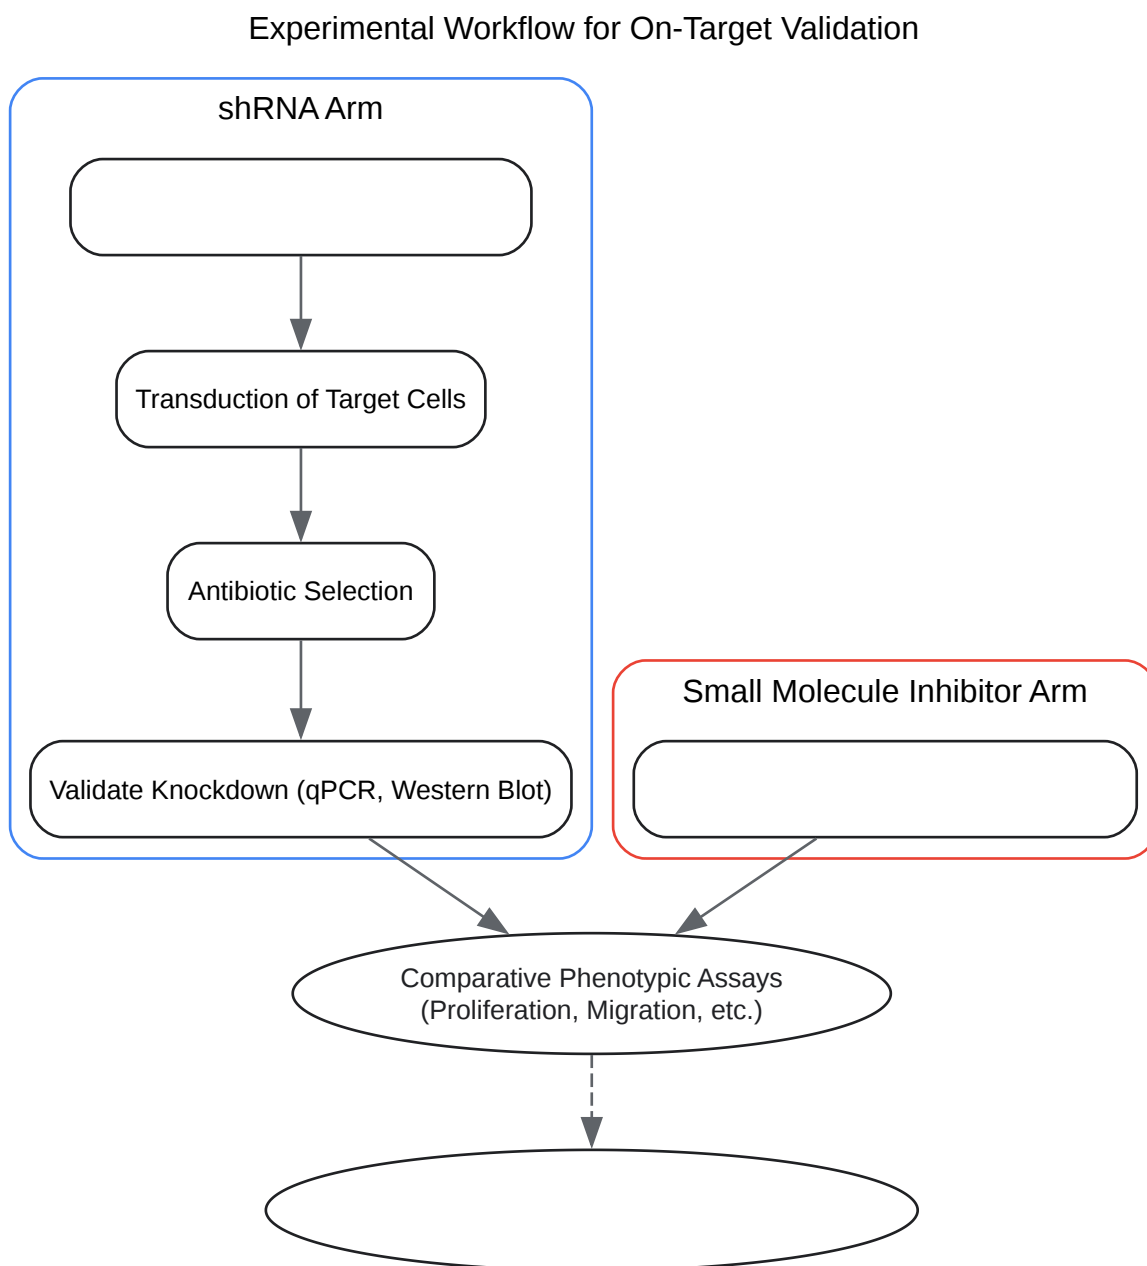 Experimental Workflow for On-Target Validation
shRNA Arm
Transduction of Target Cells
Antibiotic Selection
Validate Knockdown (qPCR, Western Blot)
Small Molecule Inhibitor Arm
Comparative Phenotypic Assays
(Proliferation, Migration, etc.)